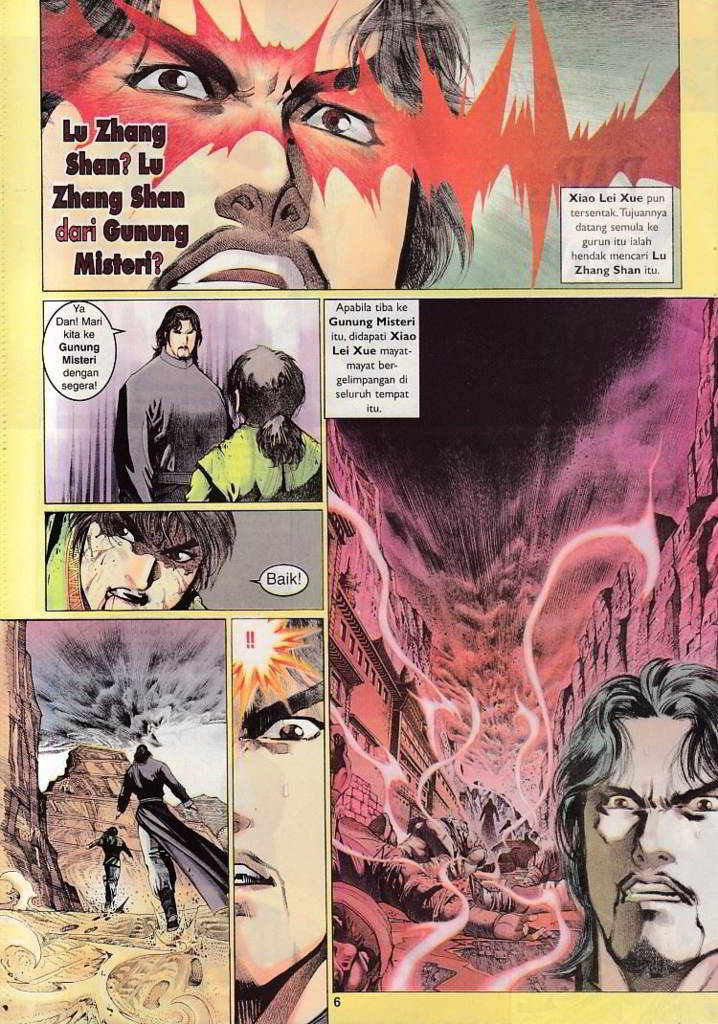 Lu Zhang
Shan? Lu
Zhang Shan
dari Gunung
Misteri?
Xiao Lei Xue pun
tersentak. Tujuannya
datang semula ke
gurun itu ialah
hendak mencari Lu
Zhang Shan itu.
Ya
Dan! Mari
kita ke
Gunung
Misteri
dengan
segera!
Apabila tiba ke
Gunung Misteri
itu, didapati Xiao
Lei Xue mayat-
mayat ber-
gelimpangan di
seluruh tempat
itu.
Baik!
!!
6